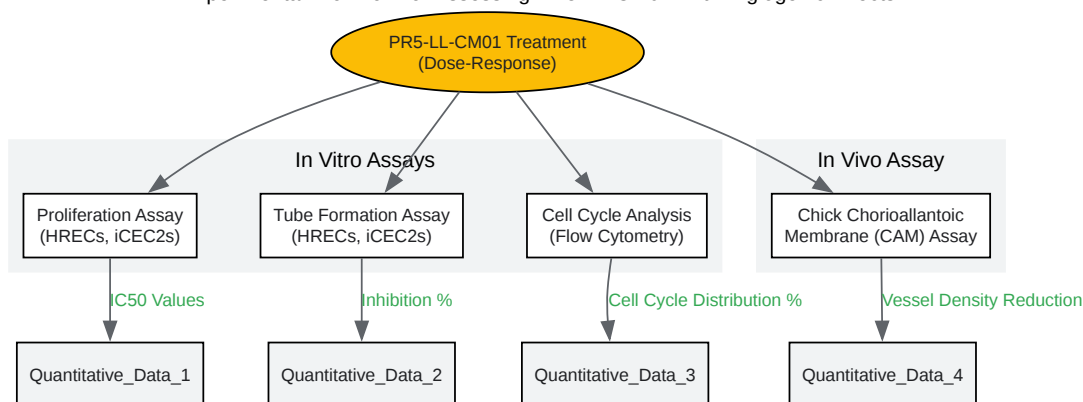 PR5-LL-CM01 Treatment
(Dose-Response)
In Vitro Assays
In Vivo Assay
Proliferation Assay
(HRECs, iCEC2s)
Tube Formation Assay
(HRECs, iCEC2s)
Cell Cycle Analysis
(Flow Cytometry)
Chick Chorioallantoic
Membrane (CAM) Assay
IC50 Values
Inhibition %
Cell Cycle Distribution %
Vessel Density Reduction
Quantitative_Data_1
Quantitative_Data_2
Quantitative_Data_3
Quantitative_Data_4